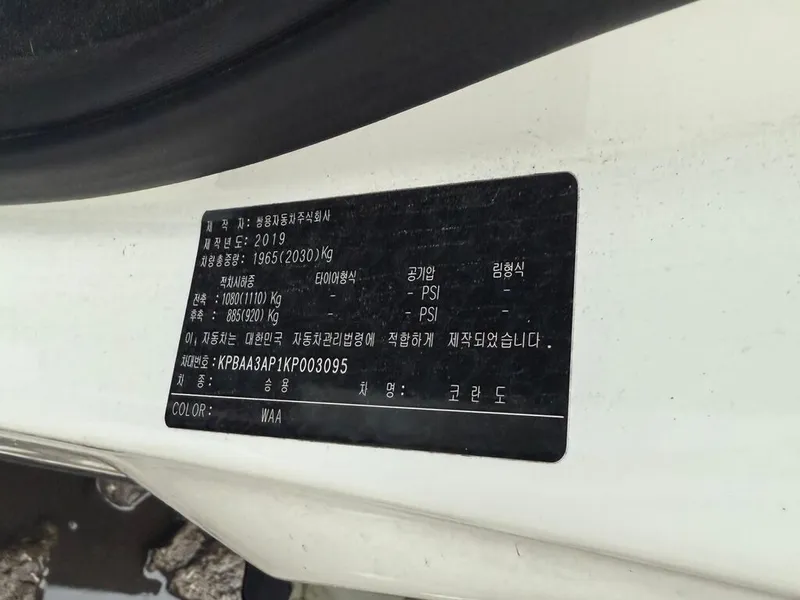 제 작 자: 쌍용자동차주식회사
제작년도: 2019
차량총중량: 1965(2030)Kg
적차시허중 타이어형식 공기압 림형식
전축 : 1080(1110) Kg - - PSI -
후축 : 885(920) Kg - - PSI -
이, 자동차는 대한민국 자동차관리법령에 적합하게 제작되었습니다.
차대번호: KPBAA3AP1KP003095
차 종: 승 용 차 명: 코 란 도
COLOR: WAA